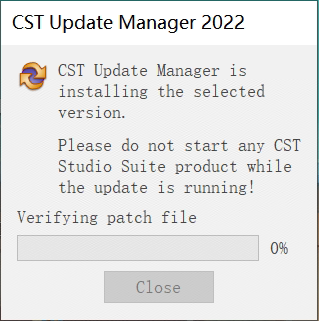 CST Update Manager 2022
CST Update Manager is
installing the selected
version.
Please do not start any CST
Studio Suite product while
the update is running!
Verifying patch file
0%
Close